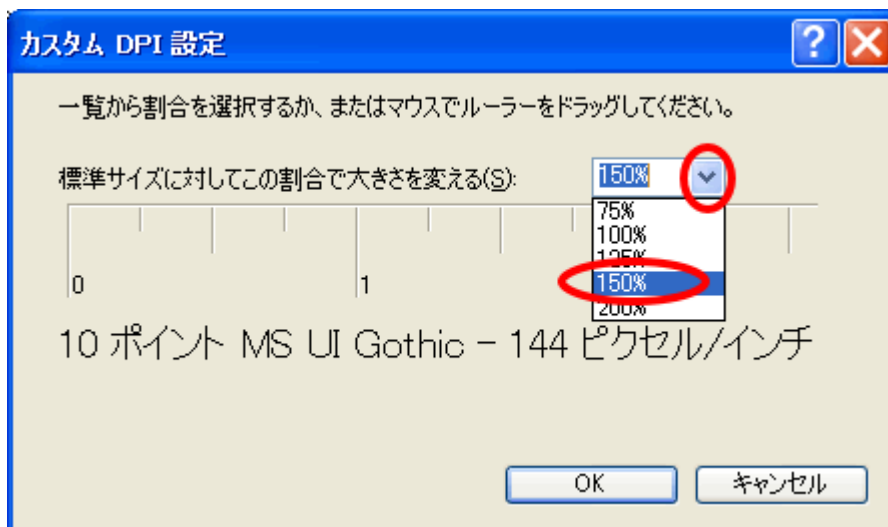 カスタム DPI 設定
一覧から割合を選択するか、またはマウスでルーラーをドラッグしてください。
標準サイズに対してこの割合で大きさを変える(S): 150%
75%
100%
125%
150%
200%
0 1
10 ポイント MS UI Gothic - 144 ピクセル/インチ
OK キャンセル